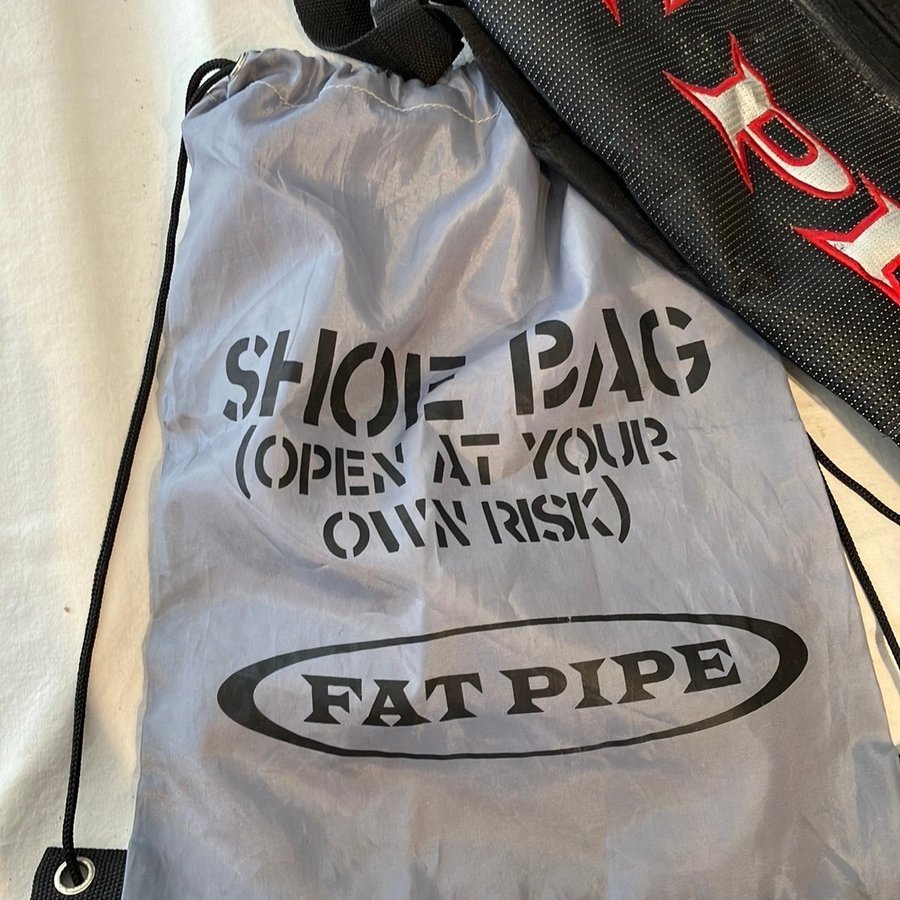 SHOE BAG
(OPEN AT YOUR
OWN RISK)
FAT PIPE